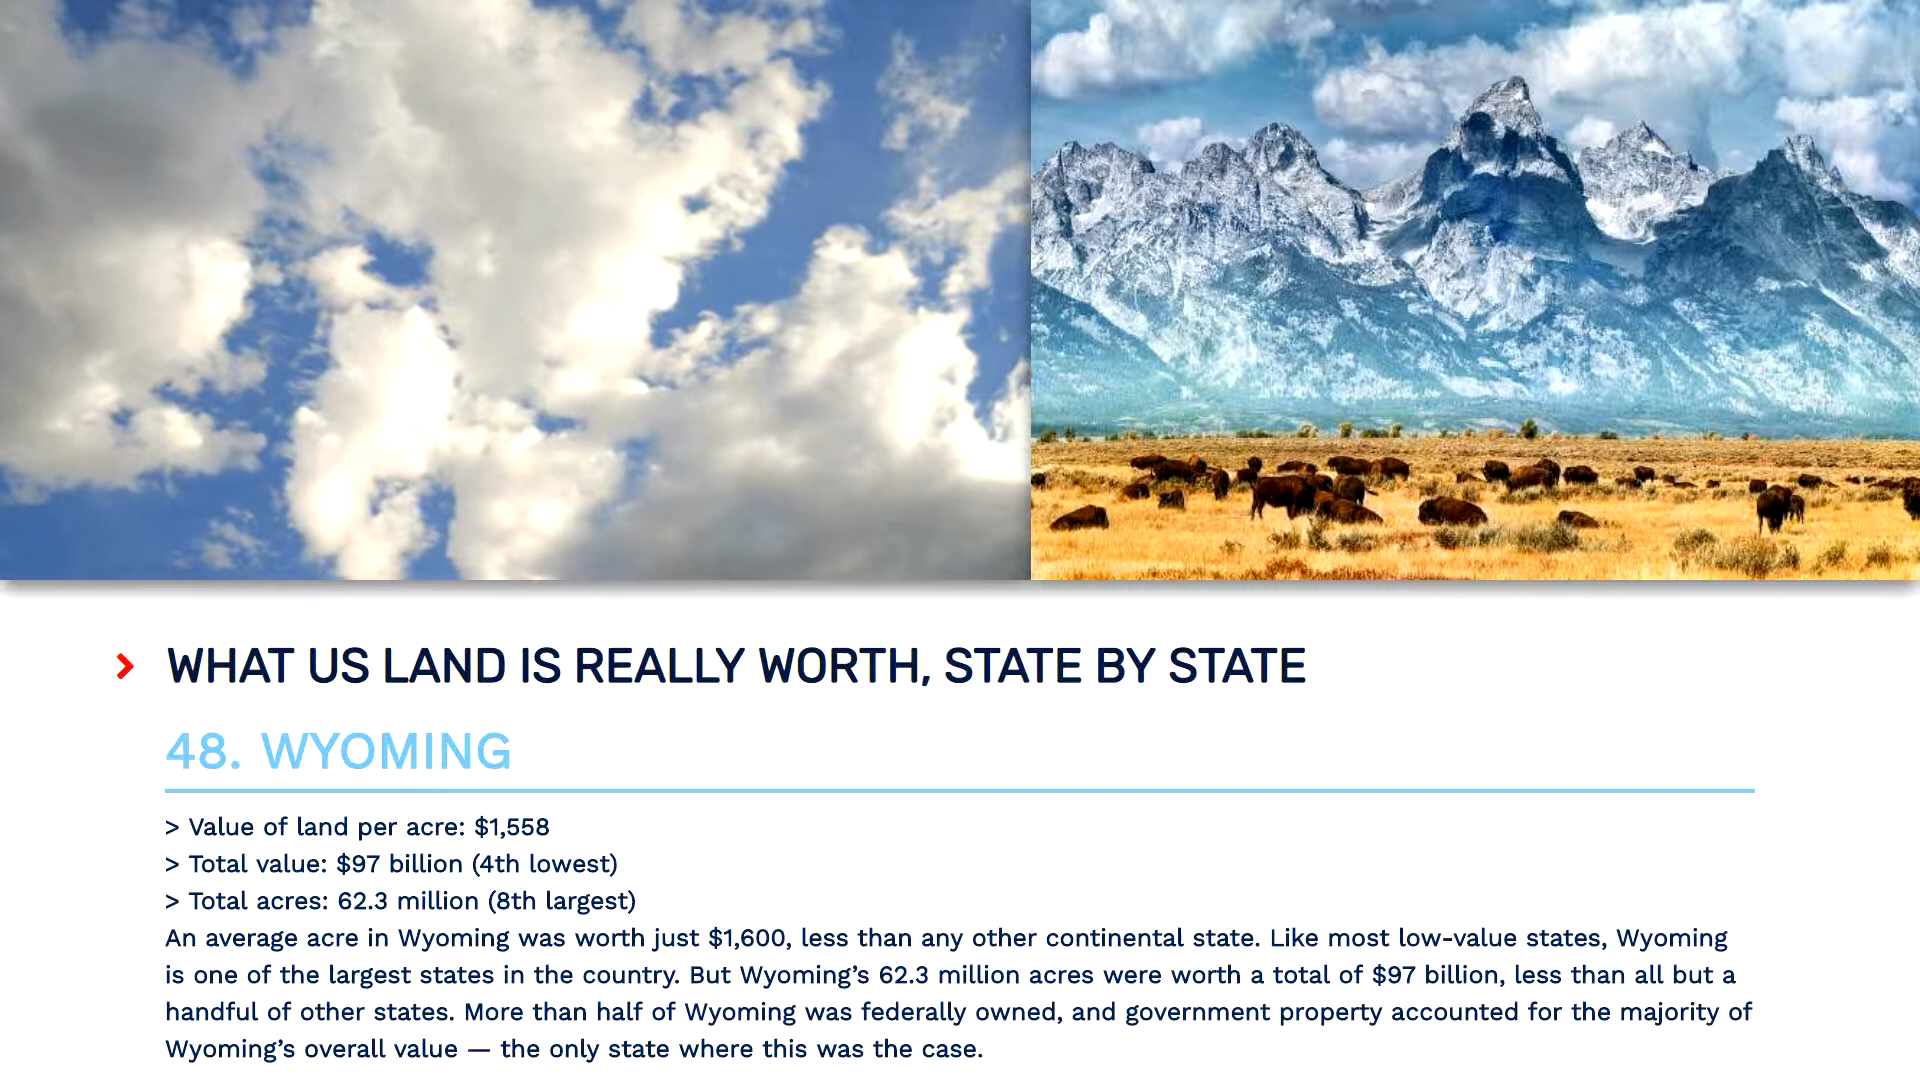 WHAT US LAND IS REALLY WORTH, STATE BY STATE
48. WYOMING
> Value of land per acre: $1,558
> Total value: $97 billion (4th lowest)
> Total acres: 62.3 million (8th largest)
An average acre in Wyoming was worth just $1,600, less than any other continental state. Like most low-value states, Wyoming
is one of the largest states in the country. But Wyoming’s 62.3 million acres were worth a total of $97 billion, less than all but a
handful of other states. More than half of Wyoming was federally owned, and government property accounted for the majority of
Wyoming’s overall value — the only state where this was the case.